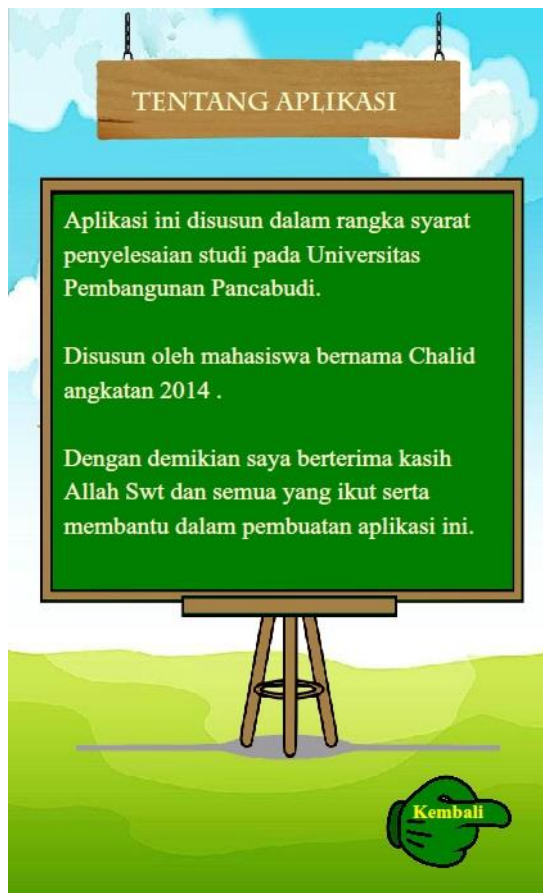 TENTANG APLIKASI
Aplikasi ini disusun dalam rangka syarat
penyelesaian studi pada Universitas
Pembangunan Pancabudi.
Disusun oleh mahasiswa bernama Chalid
angkatan 2014 .
Dengan demikian saya berterima kasih
Allah Swt dan semua yang ikut serta
membantu dalam pembuatan aplikasi ini.
Kembali